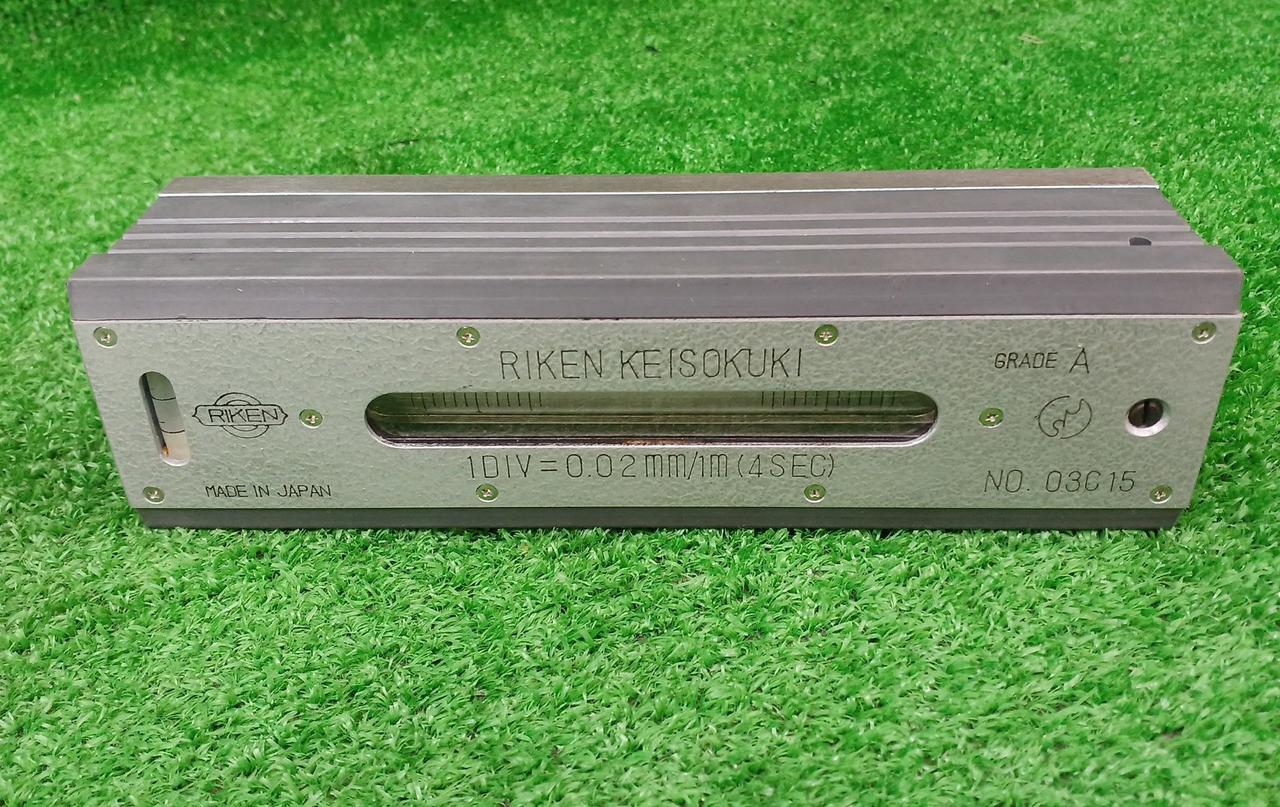 RIKEN KEISOKUKI
GRADE A
RIKEN
1DIV=0.02mm/1m(4SEC)
MADE IN JAPAN
NO. 03C15